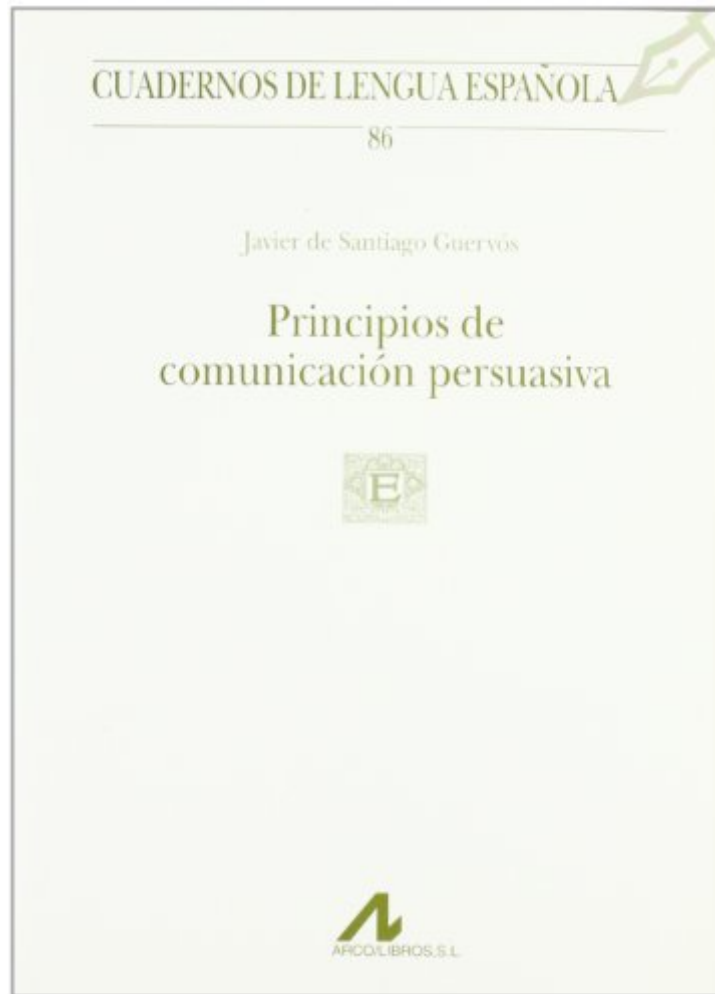 CUADERNOS DE LENGUA ESPAÑOLA
86
Javier de Santiago Guervós
Principios de
comunicación persuasiva
E
ARCO/LIBROS, S.L.